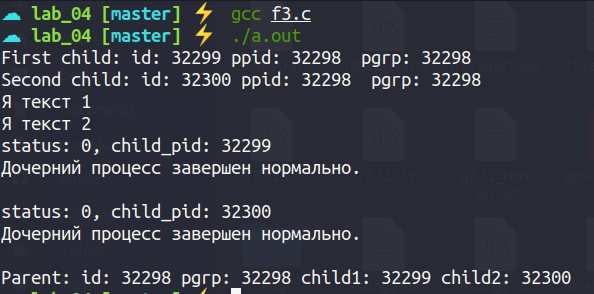 ☁ lab_04 [master] ⚡ gcc f3.c
☁ lab_04 [master] ⚡ ./a.out
First child: id: 32299 ppid: 32298  pgrp: 32298
Second child: id: 32300 ppid: 32298  pgrp: 32298
Я текст 1
Я текст 2
status: 0, child_pid: 32299
Дочерний процесс завершен нормально.
status: 0, child_pid: 32300
Дочерний процесс завершен нормально.
Parent: id: 32298 pgrp: 32298 child1: 32299 child2: 32300
☁ lab_04 [master] ⚡